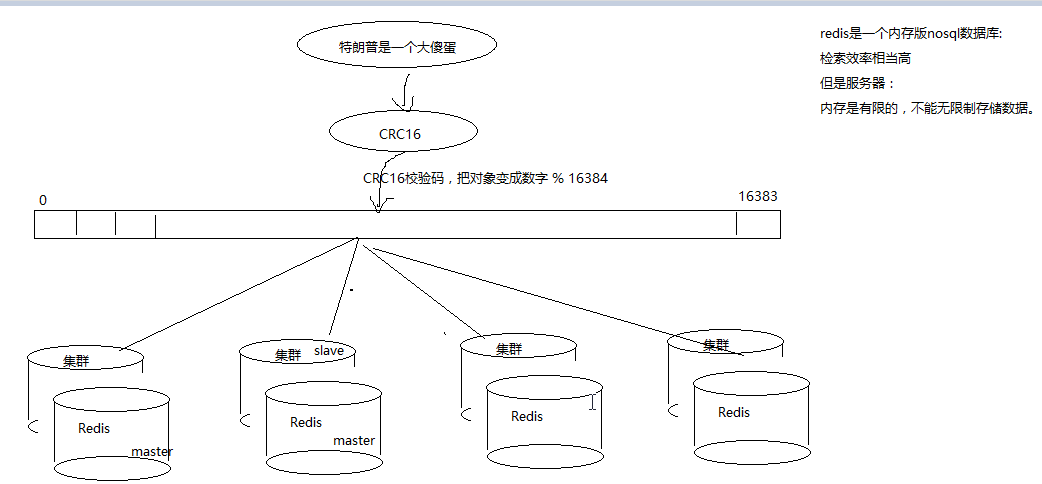 特朗普是一个大傻蛋
redis是一个内存版nosql数据库:
检索效率相当高
但是服务器：
内存是有限的，不能无限制存储数据。
CRC16
CRC16校验码，把对象变成数字 % 16384
0
16383
集群
集群
slave
集群
集群
Redis
master
Redis
master
Redis
Redis